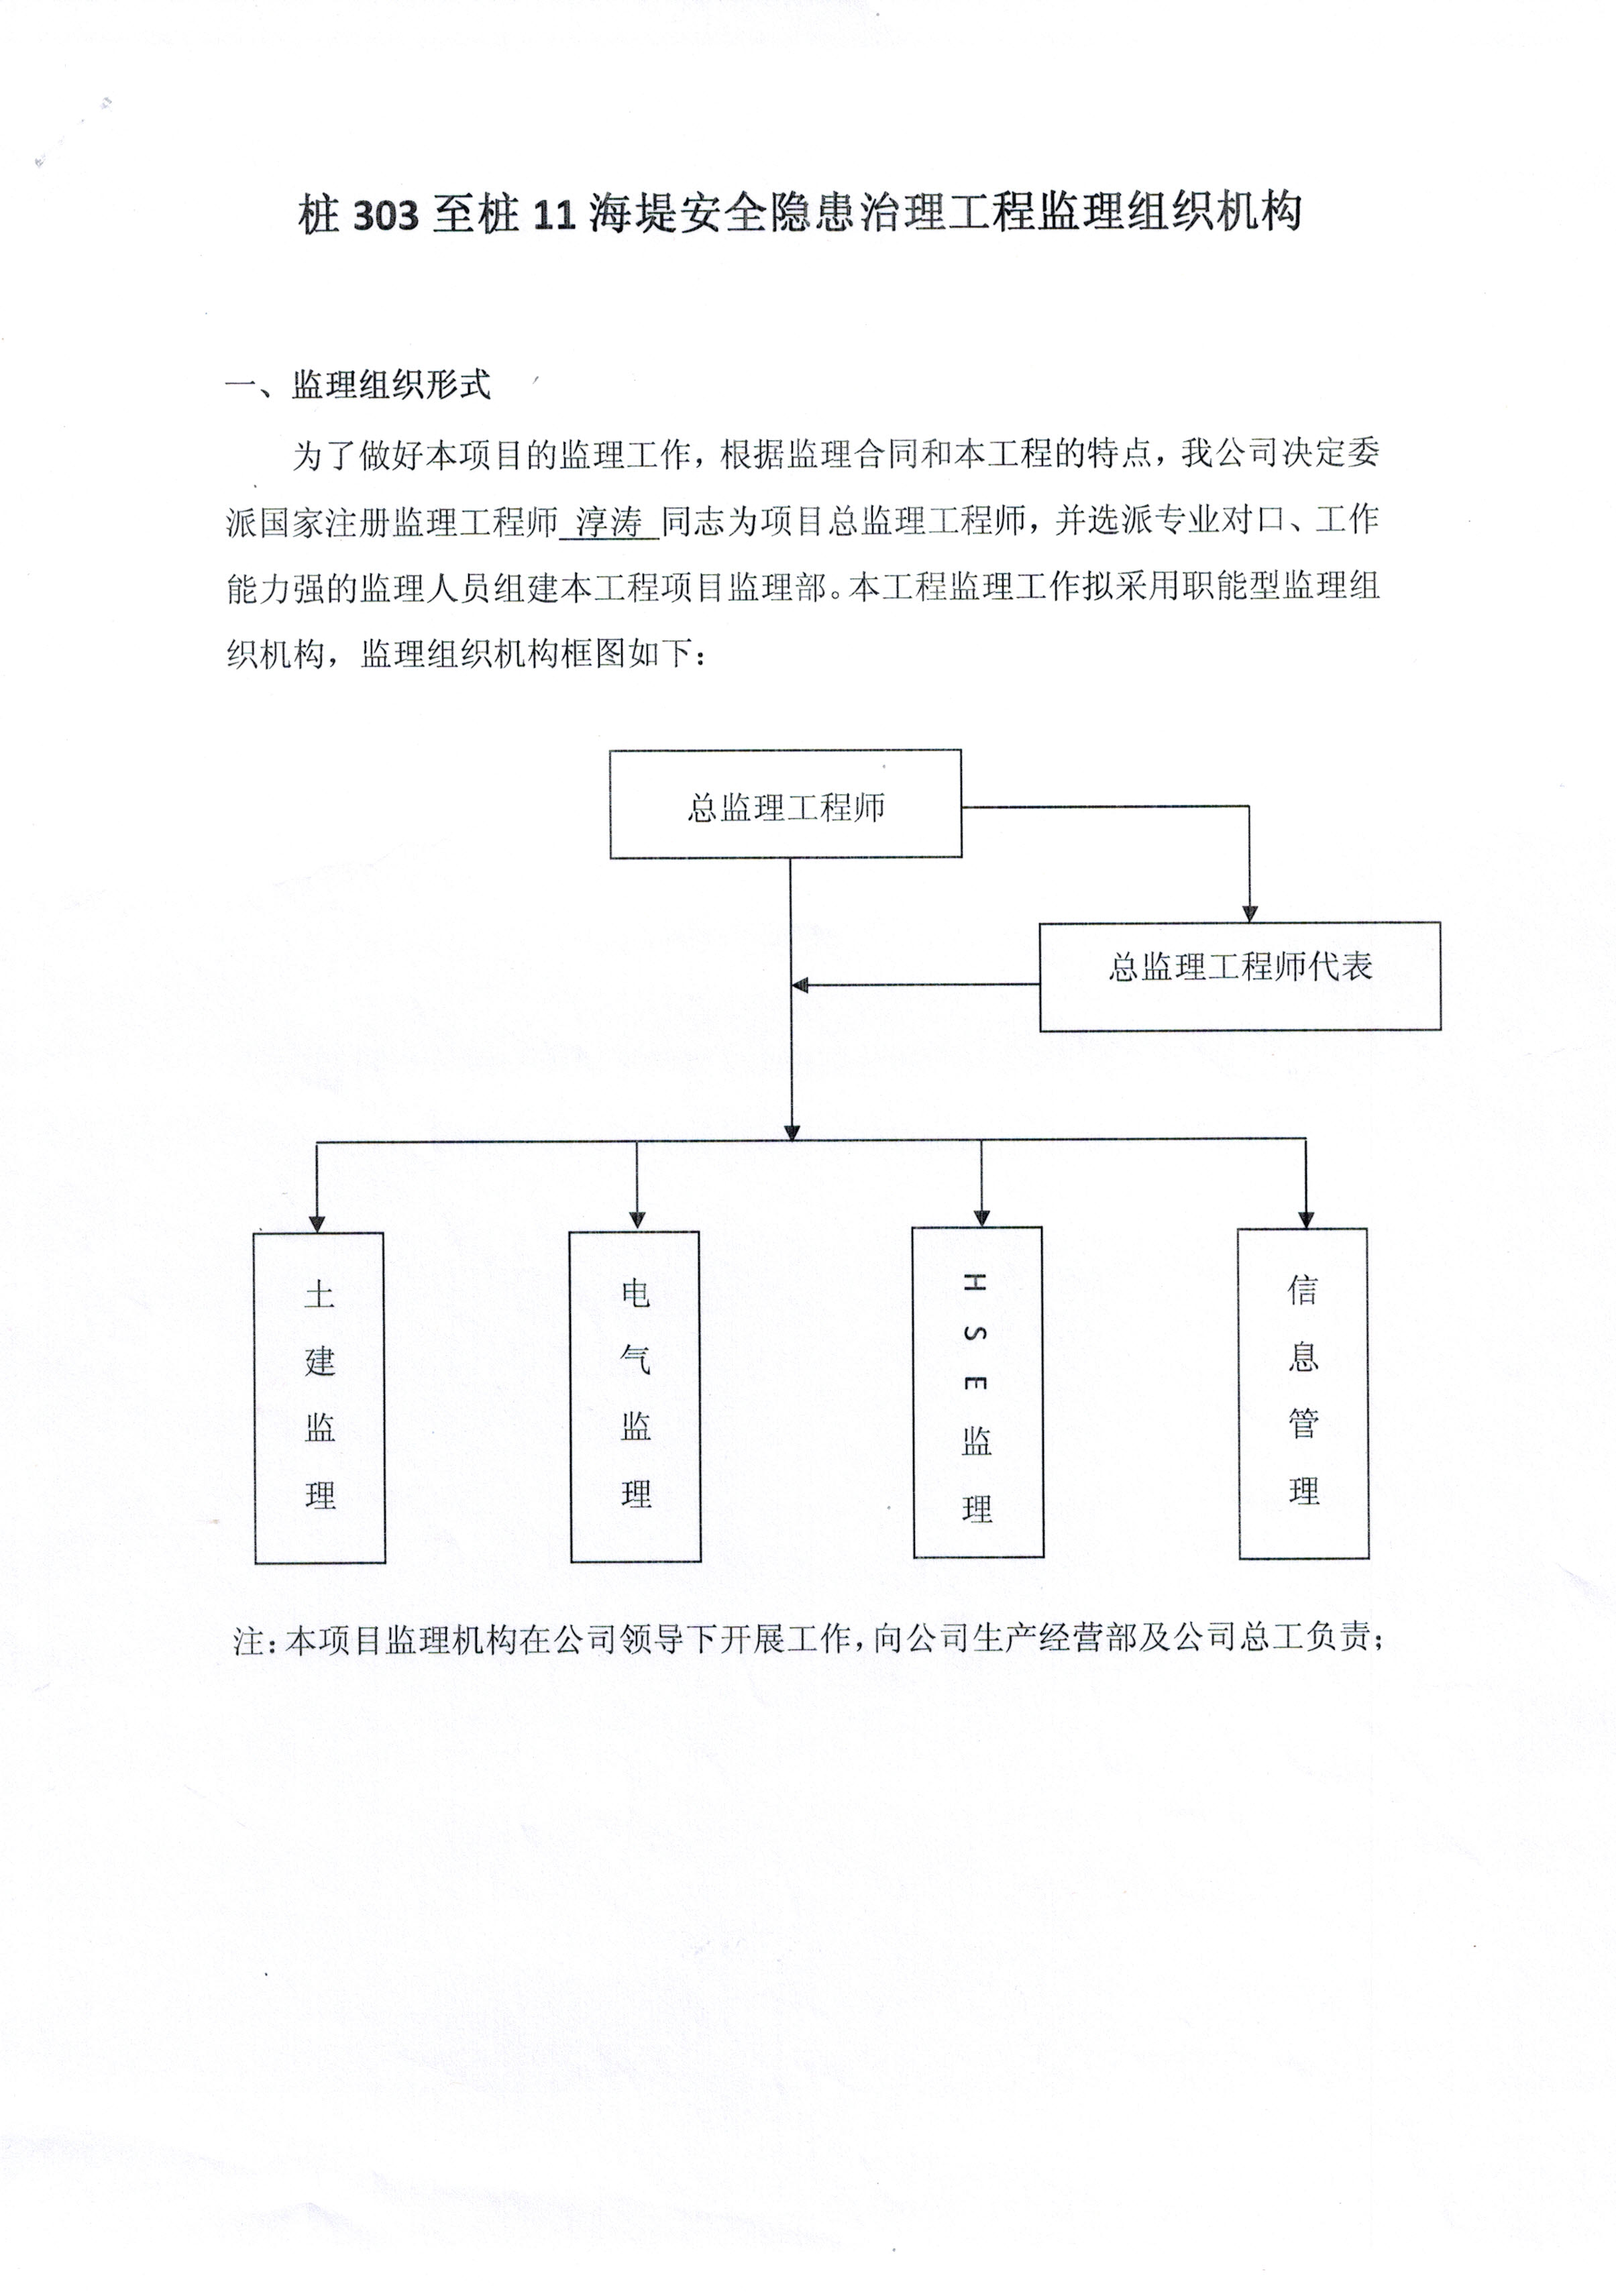 桩 303 至桩 11 海堤安全隐患治理工程监理组织机构
一、监理组织形式
为了做好本项目的监理工作，根据监理合同和本工程的特点，我公司决定委
派国家注册监理工程师 淳涛 同志为项目总监理工程师，并选派专业对口、工作
能力强的监理人员组建本工程项目监理部。本工程监理工作拟采用职能型监理组
织机构，监理组织机构框图如下：
总监理工程师
总监理工程师代表
土建监理
电气监理
HSE监理
信息管理
注：本项目监理机构在公司领导下开展工作，向公司生产经营部及公司总工负责；